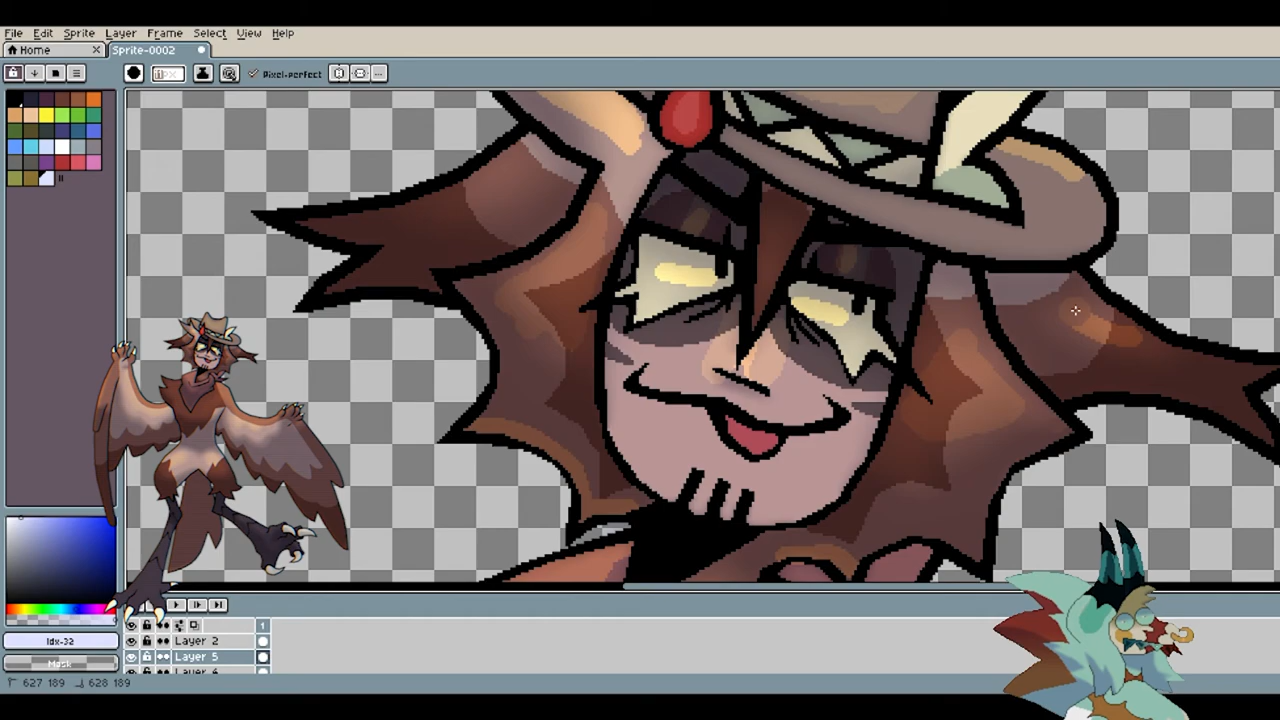 File Edit Sprite Layer Frame Select View Help
Home Sprite-0002
Pixel-perfect
Layer 2
Layer 5
Idx-32
Mask
627 189 628 189